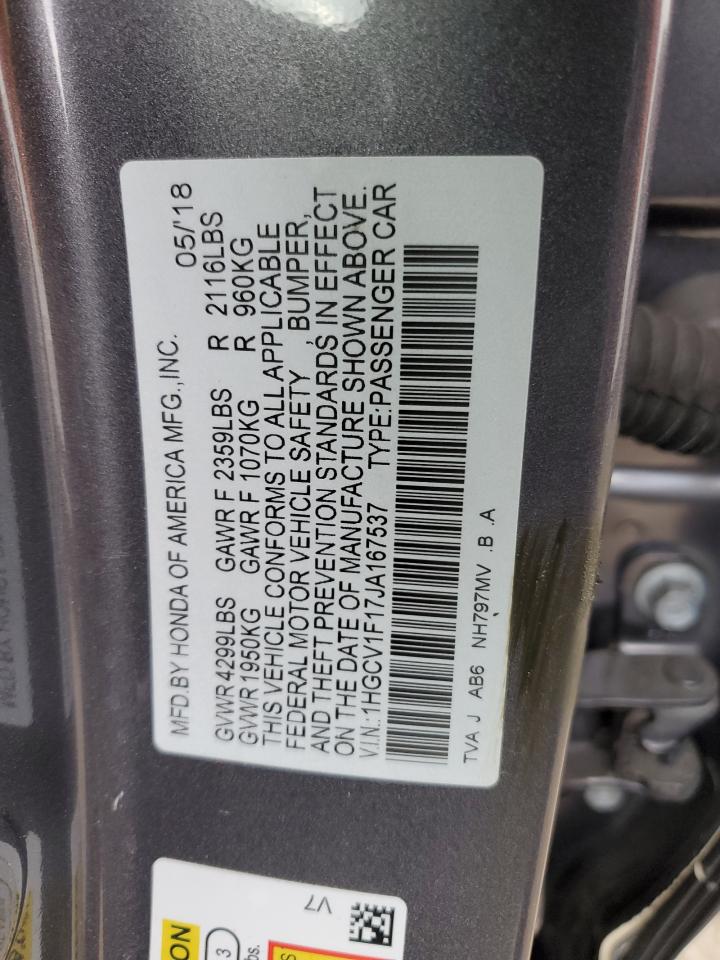 MFD.BY HONDA OF AMERICA MFG.,INC. 05/'18
GVWR 4299LBS GAWR F 2359LBS R 2116LBS
GVWR 1950KG GAWR F 1070KG R 960KG
THIS VEHICLE CONFORMS TO ALL APPLICABLE
FEDERAL MOTOR VEHICLE SAFETY , BUMPER,
AND THEFT PREVENTION STANDARDS IN EFFECT
ON THE DATE OF MANUFACTURE SHOWN ABOVE.
V.I.N.:1HGCV1F17JA167537 TYPE:PASSENGER CAR
TVA J AB6 NH797MV .B .A
V7
ON
3